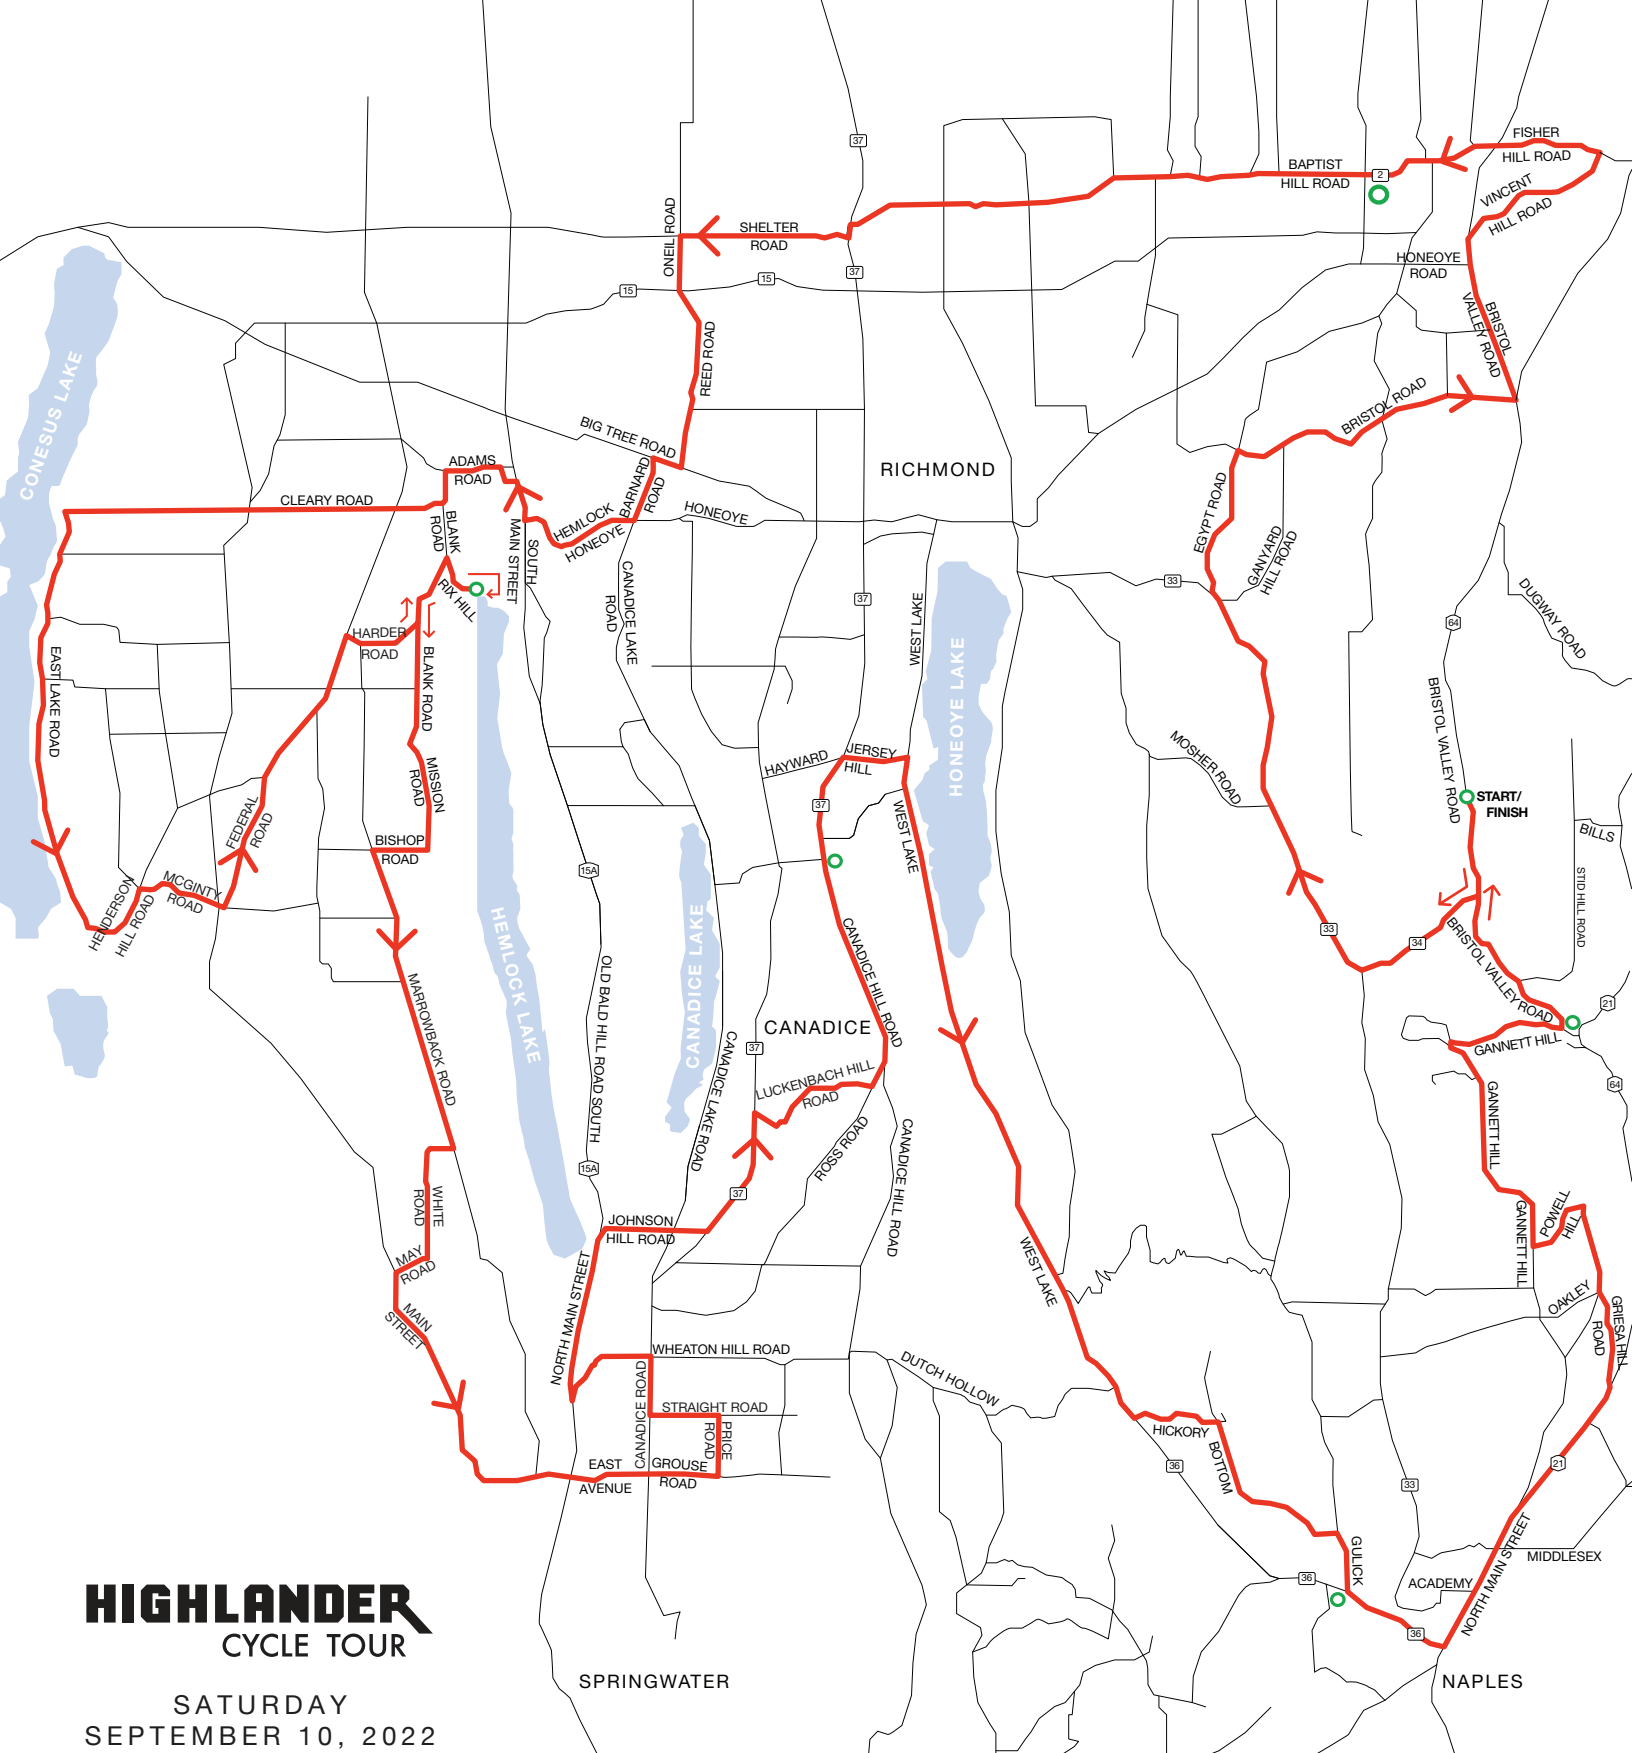 37
FISHER
HILL ROAD
BAPTIST
HILL ROAD
2
VINCENT
HILL ROAD
ONEIL ROAD
SHELTER
ROAD
37
15
15
HONEOYE
ROAD
BRISTOL
VALLEY ROAD
REED ROAD
CONESUS LAKE
BRISTOL ROAD
BIG TREE ROAD
RICHMOND
ADAMS
ROAD
CLEARY ROAD
BARNARD
ROAD
HEMLOCK
HONEOYE
HONEOYE
BLANK
ROAD
SOUTH
MAIN STREET
EGYPT ROAD
GANYARD
HILL ROAD
RIX HILL
CANADICE LAKE
ROAD
37
WEST LAKE
33
DUGWAY ROAD
64
HARDER
ROAD
EAST LAKE ROAD
BLANK ROAD
HONEOYE LAKE
BRISTOL VALLEY ROAD
MOSHER ROAD
HAYWARD
JERSEY
HILL
MISSION
ROAD
37
WEST LAKE
START/
FINISH
BILLS
FEDERAL
ROAD
BISHOP
ROAD
15A
STID HILL ROAD
HENDERSON
HILL ROAD
MCGINTY
ROAD
HEMLOCK LAKE
CANADICE LAKE
CANADICE HILL ROAD
33
34
BRISTOL VALLEY ROAD
21
MARROWBACK ROAD
OLD BALD HILL ROAD SOUTH
CANADICE LAKE ROAD
37
CANADICE
GANNETT HILL
LUCKENBACH HILL
ROAD
64
GANNETT HILL
ROSS ROAD
CANADICE HILL ROAD
15A
37
WHITE
ROAD
JOHNSON
HILL ROAD
GANNETT HILL
POWELL
HILL
MAY
ROAD
NORTH MAIN STREET
WEST LAKE
OAKLEY
GRIESA HILL
ROAD
MAIN
STREET
WHEATON HILL ROAD
DUTCH HOLLOW
CANADICE ROAD
STRAIGHT ROAD
PRICE
ROAD
HICKORY
BOTTOM
EAST
AVENUE
GROUSE
ROAD
36
33
21
GULICK
NORTH MAIN STREET
MIDDLESEX
36
ACADEMY
36
HIGHLANDER
CYCLE TOUR
SPRINGWATER
NAPLES
SATURDAY
SEPTEMBER 10, 2022